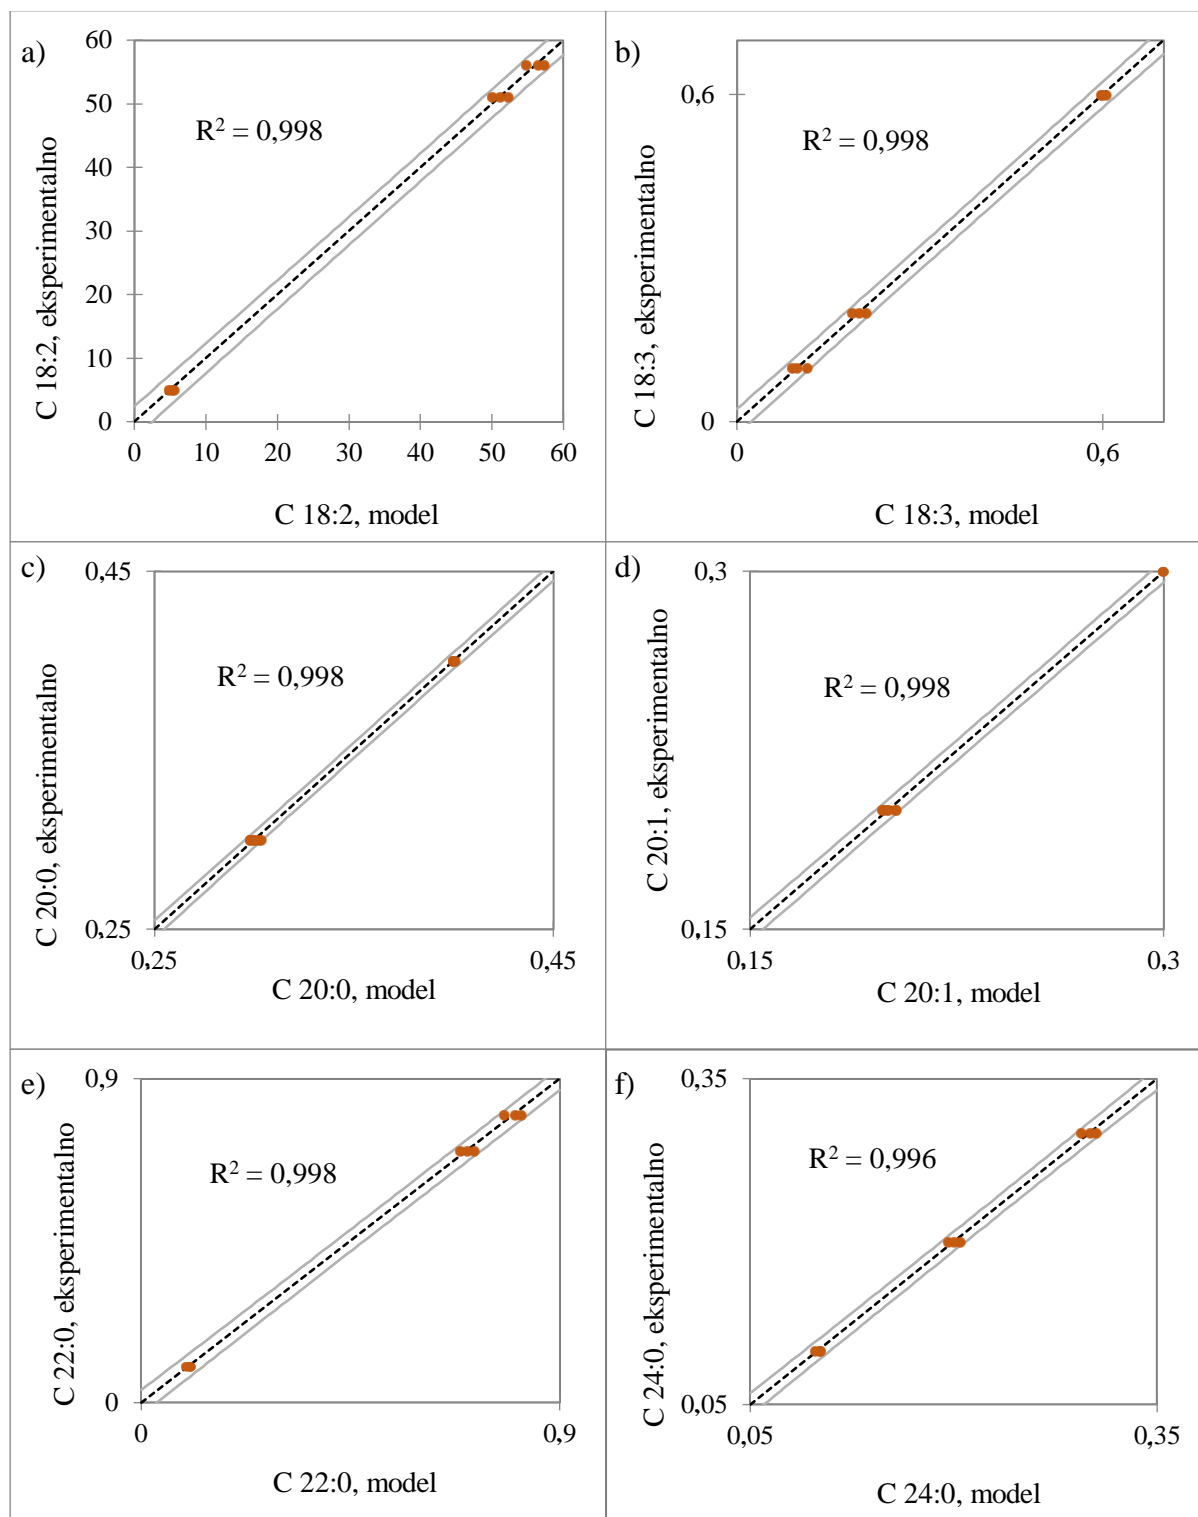 a)
60
50
40
30
20
10
0
C 18:2, eksperimentalno
R² = 0,998
0 10 20 30 40 50 60
C 18:2, model
b)
0,6
0
C 18:3, eksperimentalno
R² = 0,998
0 0,6
C 18:3, model
c)
0,45
0,25
C 20:0, eksperimentalno
R² = 0,998
0,25 0,45
C 20:0, model
d)
0,3
0,15
C 20:1, eksperimentalno
R² = 0,998
0,15 0,3
C 20:1, model
e)
0,9
0
C 22:0, eksperimentalno
R² = 0,998
0 0,9
C 22:0, model
f)
0,35
0,05
C 24:0, eksperimentalno
R² = 0,996
0,05 0,35
C 24:0, model